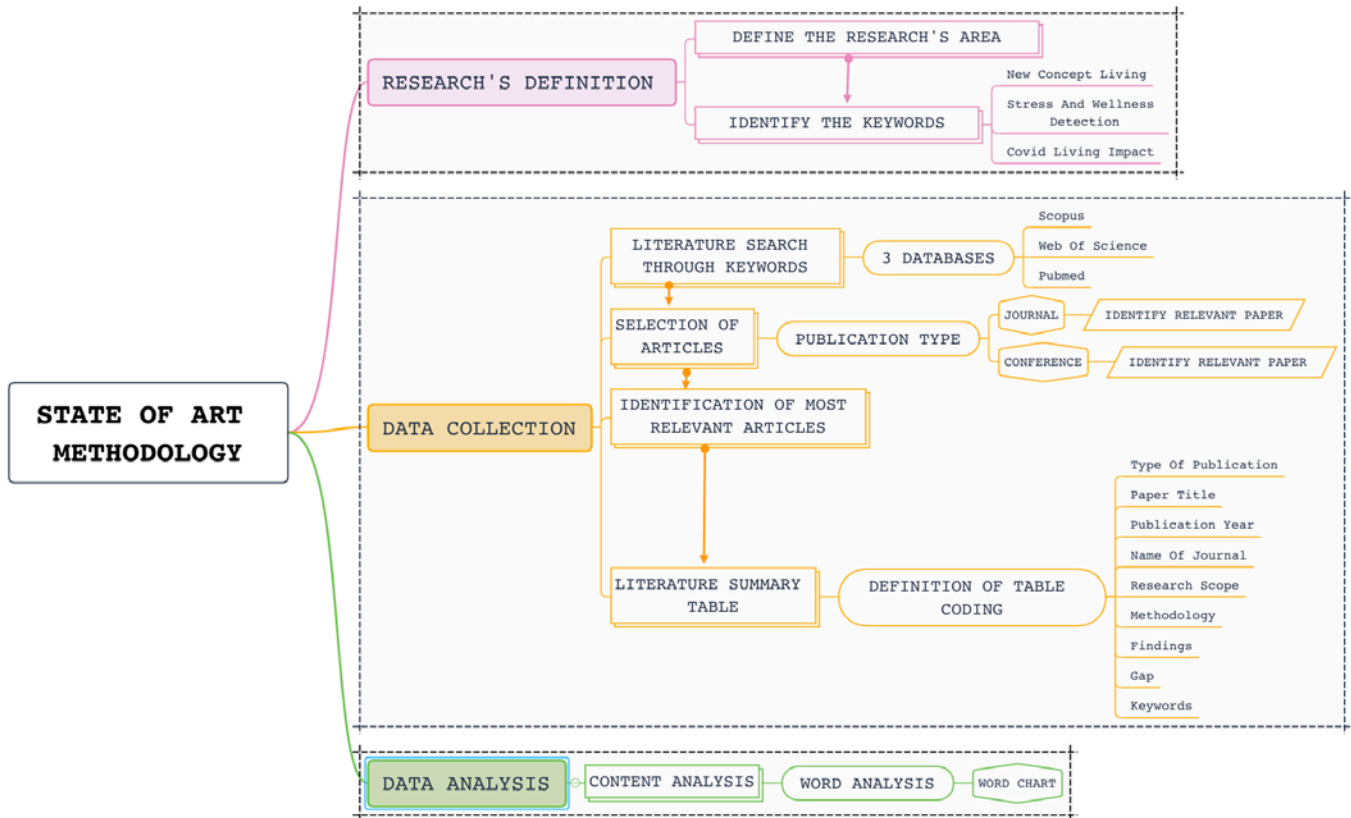 STATE OF ART
METHODOLOGY
RESEARCH'S DEFINITION
DEFINE THE RESEARCH'S AREA
IDENTIFY THE KEYWORDS
New Concept Living
Stress And Wellness
Detection
Covid Living Impact
DATA COLLECTION
LITERATURE SEARCH
THROUGH KEYWORDS
3 DATABASES
Scopus
Web Of Science
Pubmed
SELECTION OF
ARTICLES
PUBLICATION TYPE
JOURNAL
IDENTIFY RELEVANT PAPER
CONFERENCE
IDENTIFY RELEVANT PAPER
IDENTIFICATION OF MOST
RELEVANT ARTICLES
LITERATURE SUMMARY
TABLE
DEFINITION OF TABLE
CODING
Type Of Publication
Paper Title
Publication Year
Name Of Journal
Research Scope
Methodology
Findings
Gap
Keywords
DATA ANALYSIS
CONTENT ANALYSIS
WORD ANALYSIS
WORD CHART